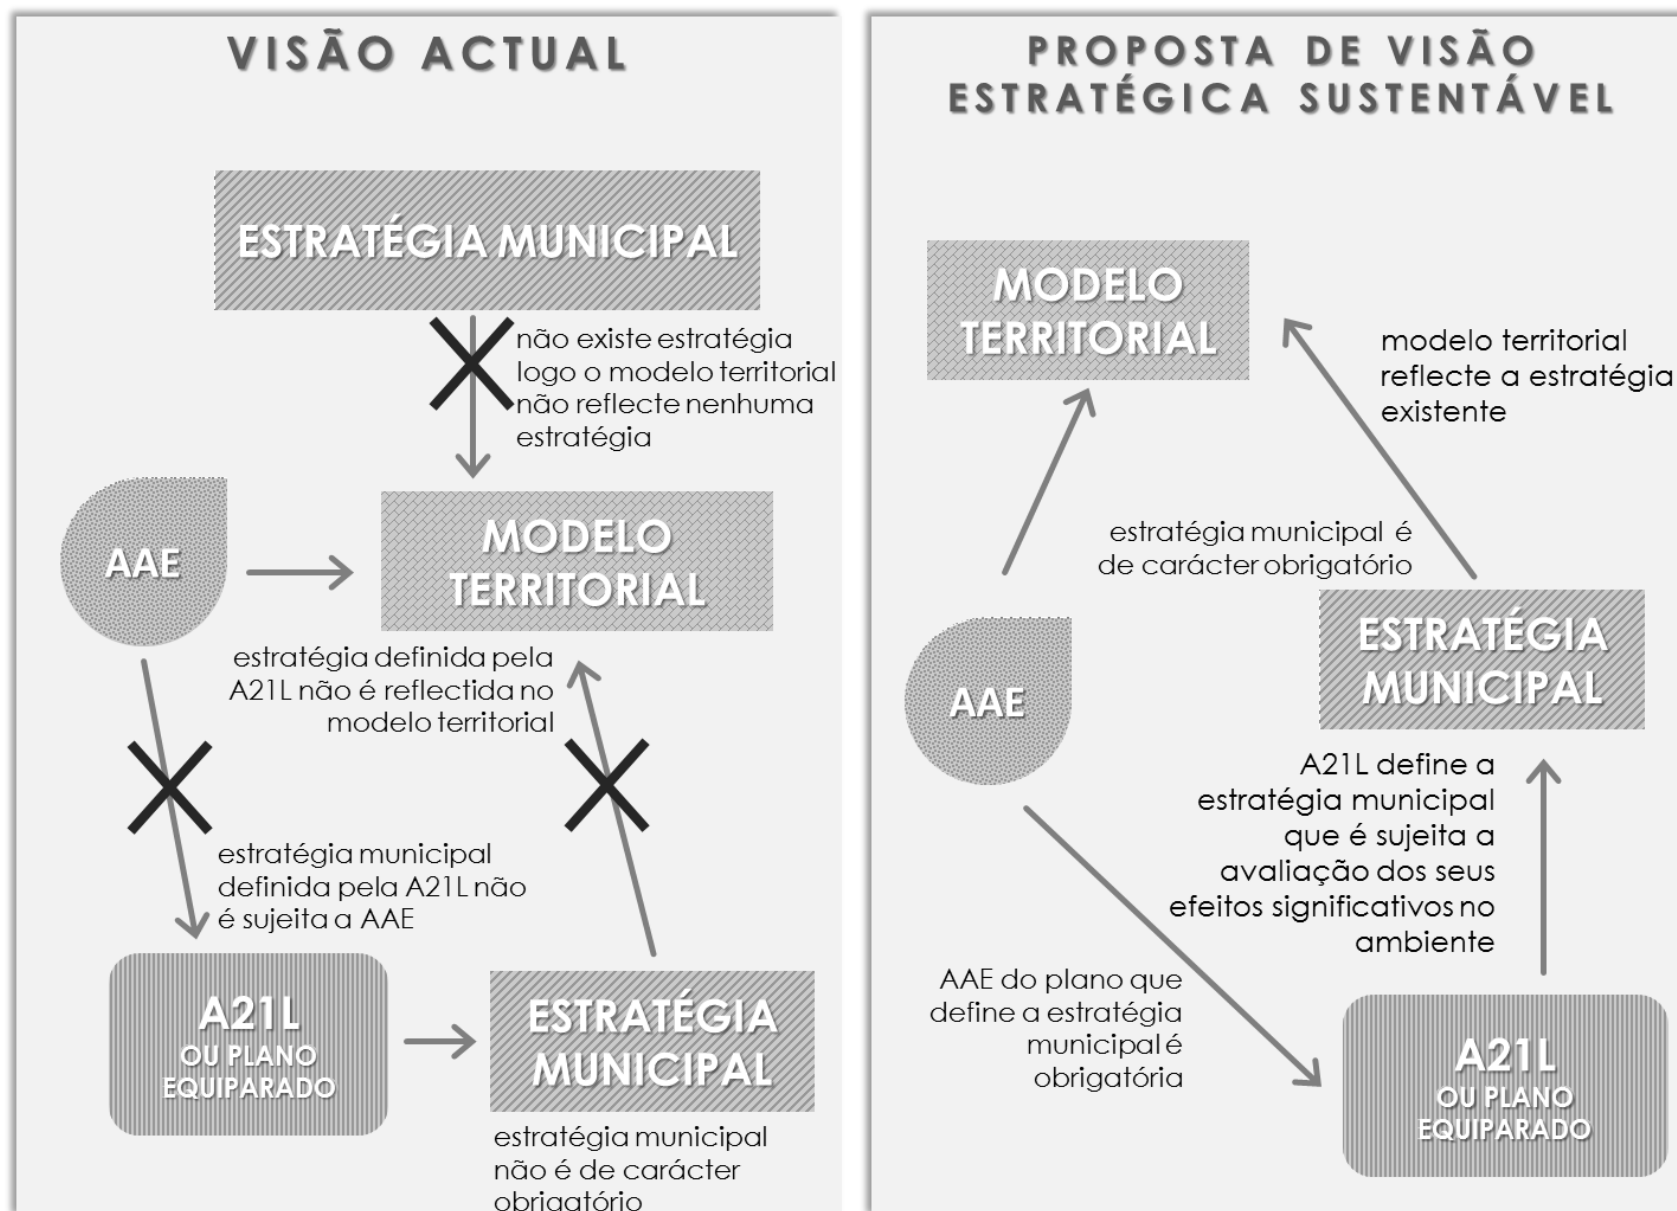 VISÃO ACTUAL
ESTRATÉGIA MUNICIPAL
não existe estratégia
logo o modelo territorial
não reflecte nenhuma
estratégia
AAE
MODELO
TERRITORIAL
estratégia definida pela
A21L não é reflectida no
modelo territorial
estratégia municipal
definida pela A21L não
é sujeita a AAE
A21L
OU PLANO
EQUIPARADO
ESTRATÉGIA
MUNICIPAL
estratégia municipal
não é de carácter
obrigatório
PROPOSTA DE VISÃO
ESTRATÉGICA SUSTENTÁVEL
MODELO
TERRITORIAL
modelo territorial
reflecte a estratégia
existente
estratégia municipal é
de carácter obrigatório
ESTRATÉGIA
MUNICIPAL
AAE
A21L define a
estratégia municipal
que é sujeita a
avaliação dos seus
efeitos significativos no
ambiente
AAE do plano que
define a estratégia
municipal é
obrigatória
A21L
OU PLANO
EQUIPARADO